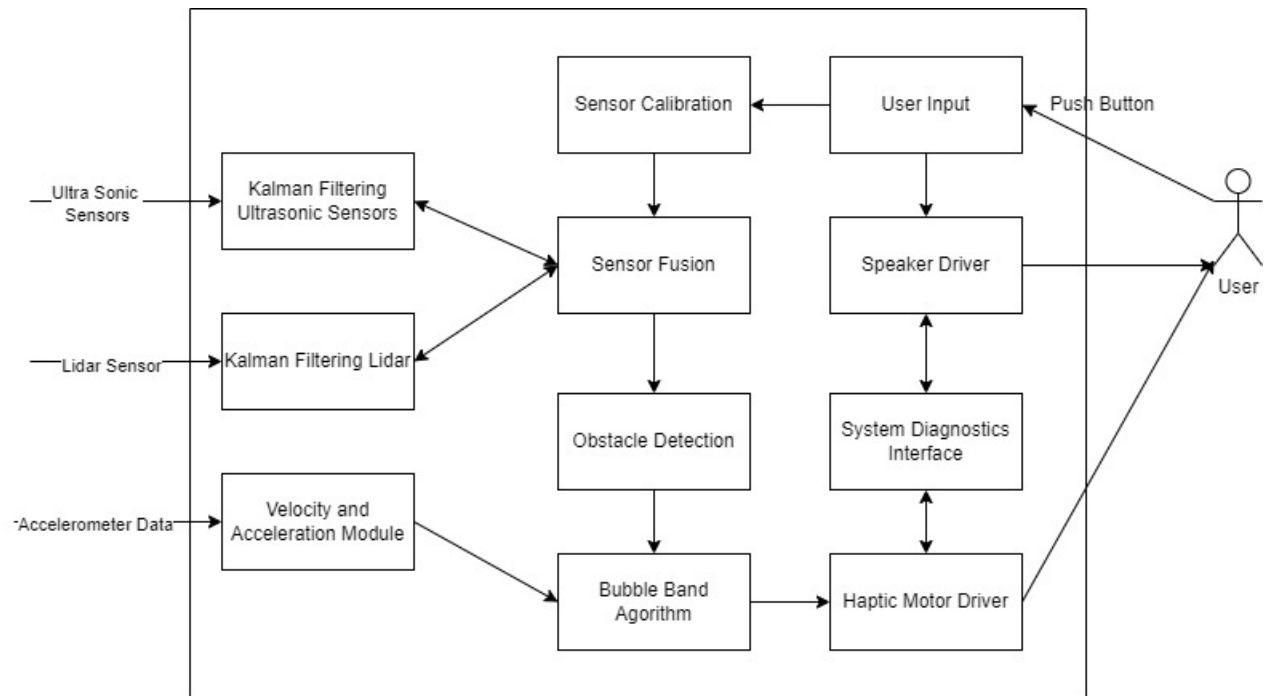 Sensor Calibration
User Input
Push Button
Ultra Sonic
Sensors
Kalman Filtering
Ultrasonic Sensors
Sensor Fusion
Speaker Driver
User
Lidar Sensor
Kalman Filtering Lidar
Obstacle Detection
System Diagnostics
Interface
Accelerometer Data
Velocity and
Acceleration Module
Bubble Band
Agorithm
Haptic Motor Driver